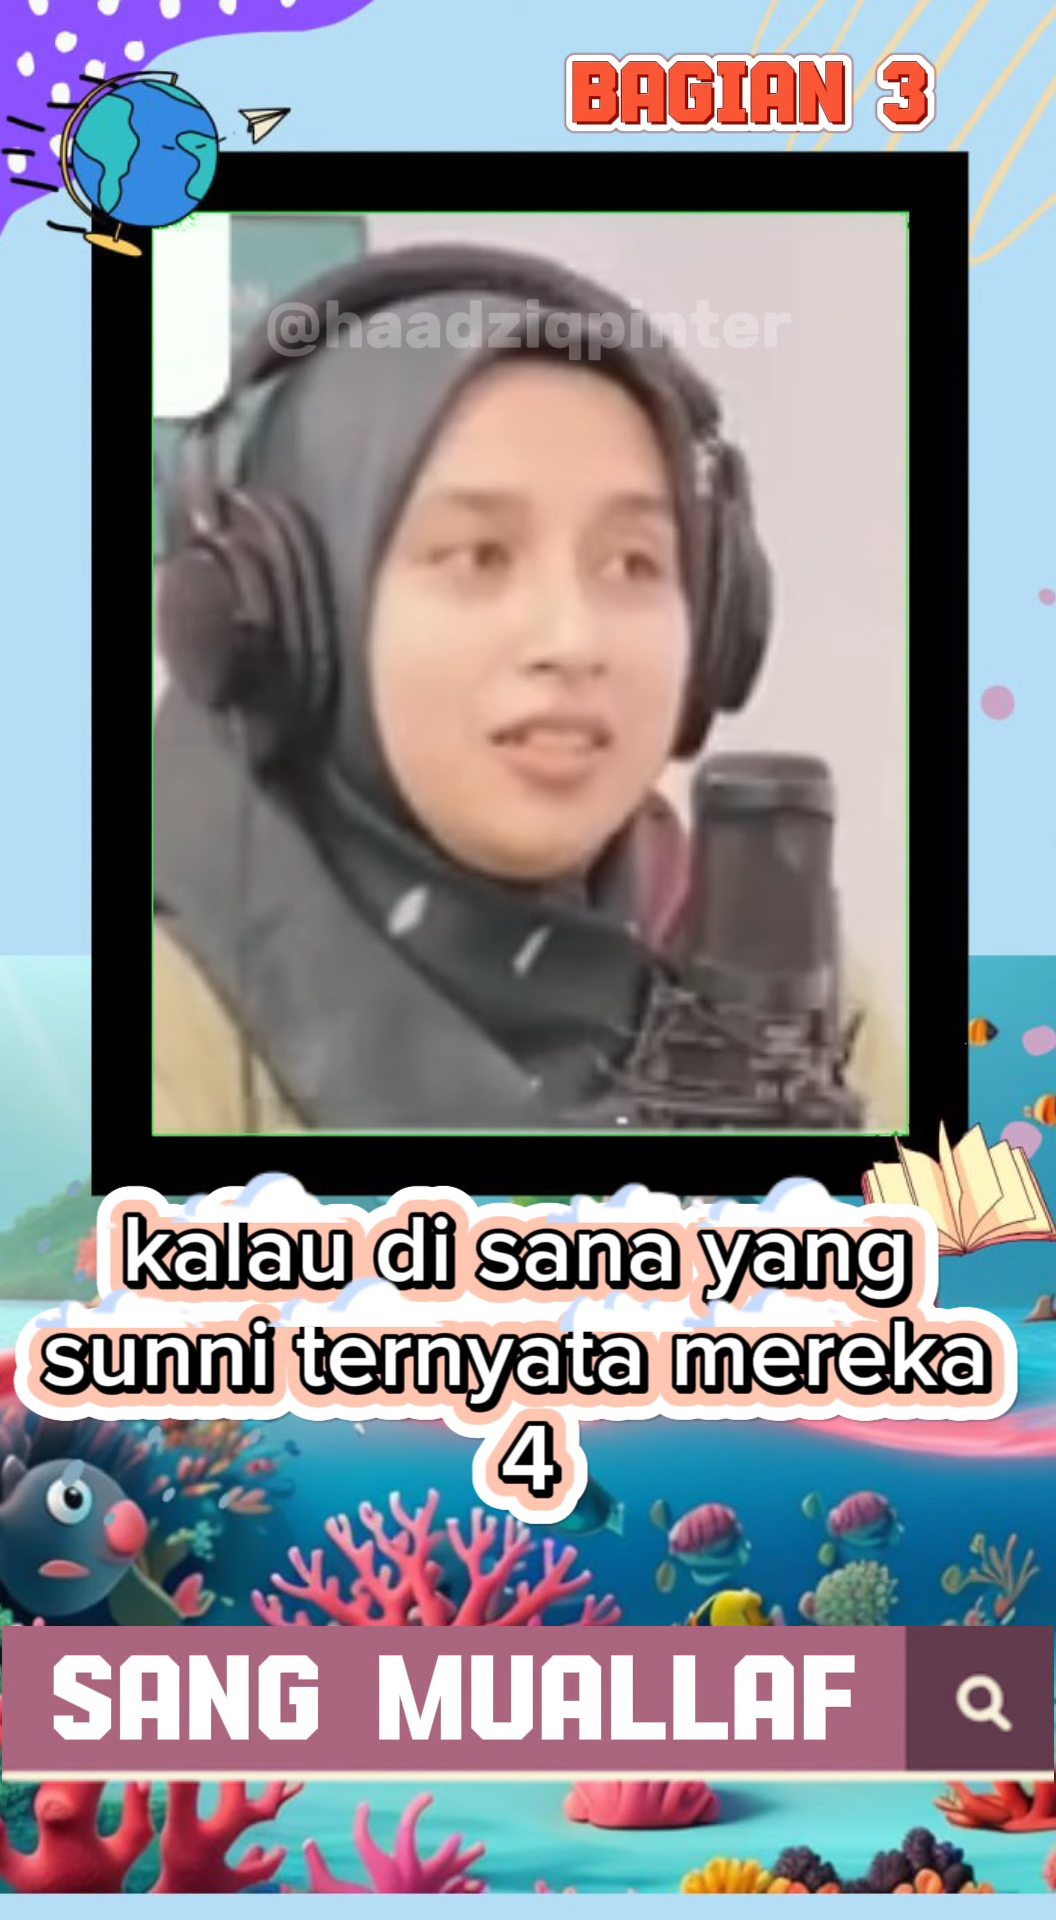 BAGIAN 3
@haadziqpinter
kalau di sana yang
sunni ternyata mereka
4
SANG MUALLAF